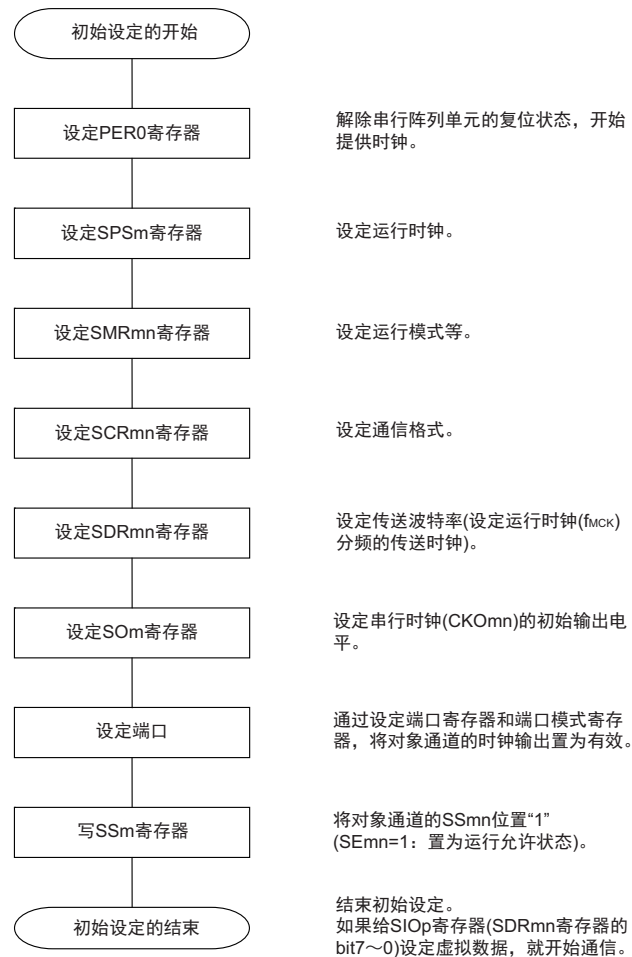 初始设定的开始
设定PER0寄存器
解除串行阵列单元的复位状态，开始
提供时钟。
设定SPSm寄存器
设定运行时钟。
设定SMRmn寄存器
设定运行模式等。
设定SCRmn寄存器
设定通信格式。
设定SDRmn寄存器
设定传送波特率(设定运行时钟(fMCK)
分频的传送时钟)。
设定SOm寄存器
设定串行时钟(CKOmn)的初始输出电
平。
设定端口
通过设定端口寄存器和端口模式寄存
器，将对象通道的时钟输出置为有效。
写SSm寄存器
将对象通道的SSmn位置“1”
(SEmn=1：置为运行允许状态)。
初始设定的结束
结束初始设定。
如果给SIOp寄存器(SDRmn寄存器的
bit7～0)设定虚拟数据，就开始通信。